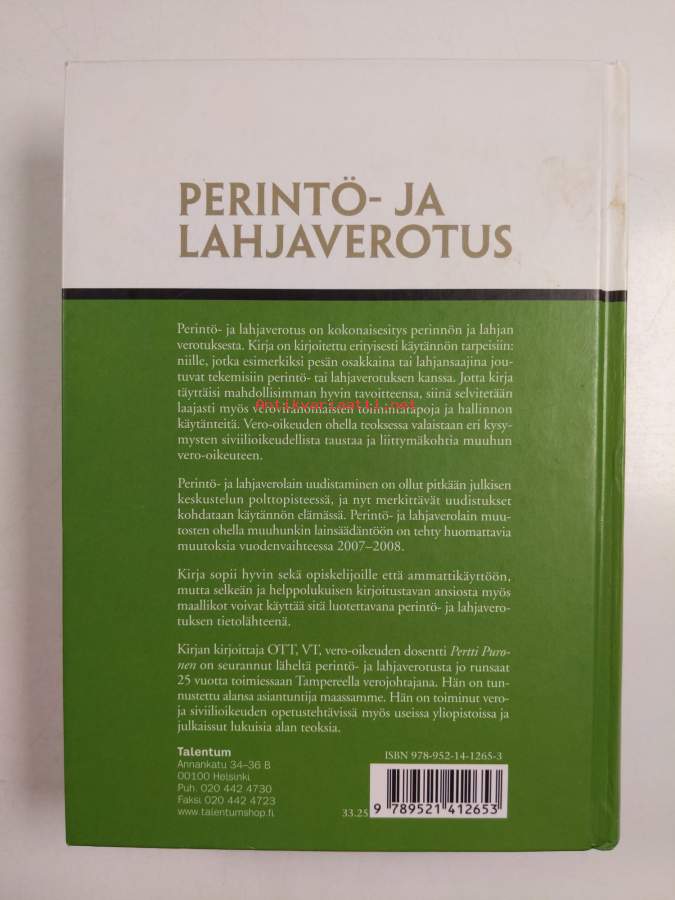 PERINTÖ- JA
LAHJAVEROTUS
Perintö- ja lahjaverotus on kokonaisesitys perinnön ja lahjan
verotuksesta. Kirja on kirjoitettu erityisesti käytännön tarpeisiin:
niille, jotka esimerkiksi pesän osakkaina tai lahjansaajina jou-
tuvat tekemisiin perintö- tai lahjaverotuksen kanssa. Jotta kirja
täyttäisi mahdollisimman hyvin tavoitteensa, siinä selvitetään
laajasti myös veroviranomaisten toimintatapoja ja hallinnon
Antikvariaatti.net
käytänteitä. Vero-oikeuden ohella teoksessa valaistaan eri kysy-
mysten siviilioikeudellista taustaa ja liittymäkohtia muuhun
vero-oikeuteen.
Perintö- ja lahjaverolain uudistaminen on ollut pitkään julkisen
keskustelun polttopisteessä, ja nyt merkittävät uudistukset
kohdataan käytännön elämässä. Perintö- ja lahjaverolain muu-
tosten ohella muuhunkin lainsäädäntöön on tehty huomattavia
muutoksia vuodenvaihteessa 2007–2008.
Kirja sopii hyvin sekä opiskelijoille että ammattikäyttöön,
mutta selkeän ja helppolukuisen kirjoitustavan ansiosta myös
maallikot voivat käyttää sitä luotettavana perintö- ja lahjavero-
tuksen tietolähteenä.
Kirjan kirjoittaja OTT, VT, vero-oikeuden dosentti Pertti Puro-
nen on seurannut läheltä perintö- ja lahjaverotusta jo runsaat
25 vuotta toimiessaan Tampereella verojohtajana. Hän on tun-
nustettu alansa asiantuntija maassamme. Hän on toiminut vero-
ja siviilioikeuden opetustehtävissä myös useissa yliopistoissa ja
julkaissut lukuisia alan teoksia.
Talentum
Annankatu 34–36 B
00100 Helsinki
Puh. 020 442 4730
Faksi 020 442 4723
www.talentumshop.fi
ISBN 978-952-14-1265-3
33.25
9 789521 412653